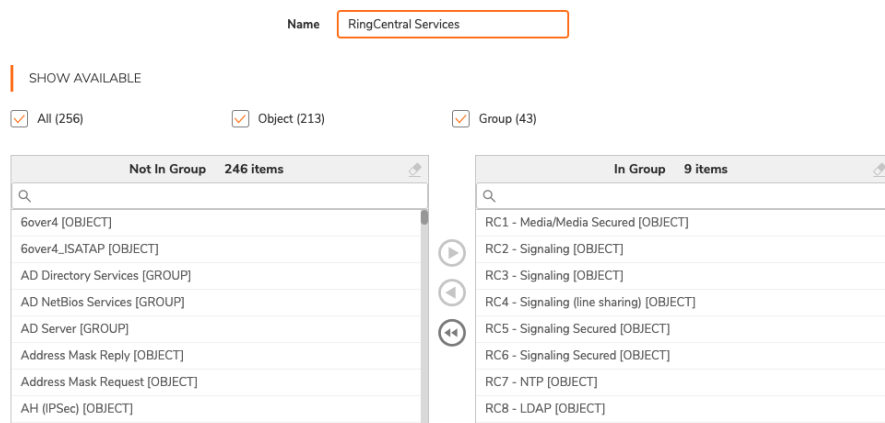 Name RingCentral Services
SHOW AVAILABLE
All (256) Object (213) Group (43)
Not In Group 246 items
6over4 [OBJECT]
6over4_ISATAP [OBJECT]
AD Directory Services [GROUP]
AD NetBios Services [GROUP]
AD Server [GROUP]
Address Mask Reply [OBJECT]
Address Mask Request [OBJECT]
AH (IPSec) [OBJECT]
In Group 9 items
RC1 - Media/Media Secured [OBJECT]
RC2 - Signaling [OBJECT]
RC3 - Signaling [OBJECT]
RC4 - Signaling (line sharing) [OBJECT]
RC5 - Signaling Secured [OBJECT]
RC6 - Signaling Secured [OBJECT]
RC7 - NTP [OBJECT]
RC8 - LDAP [OBJECT]